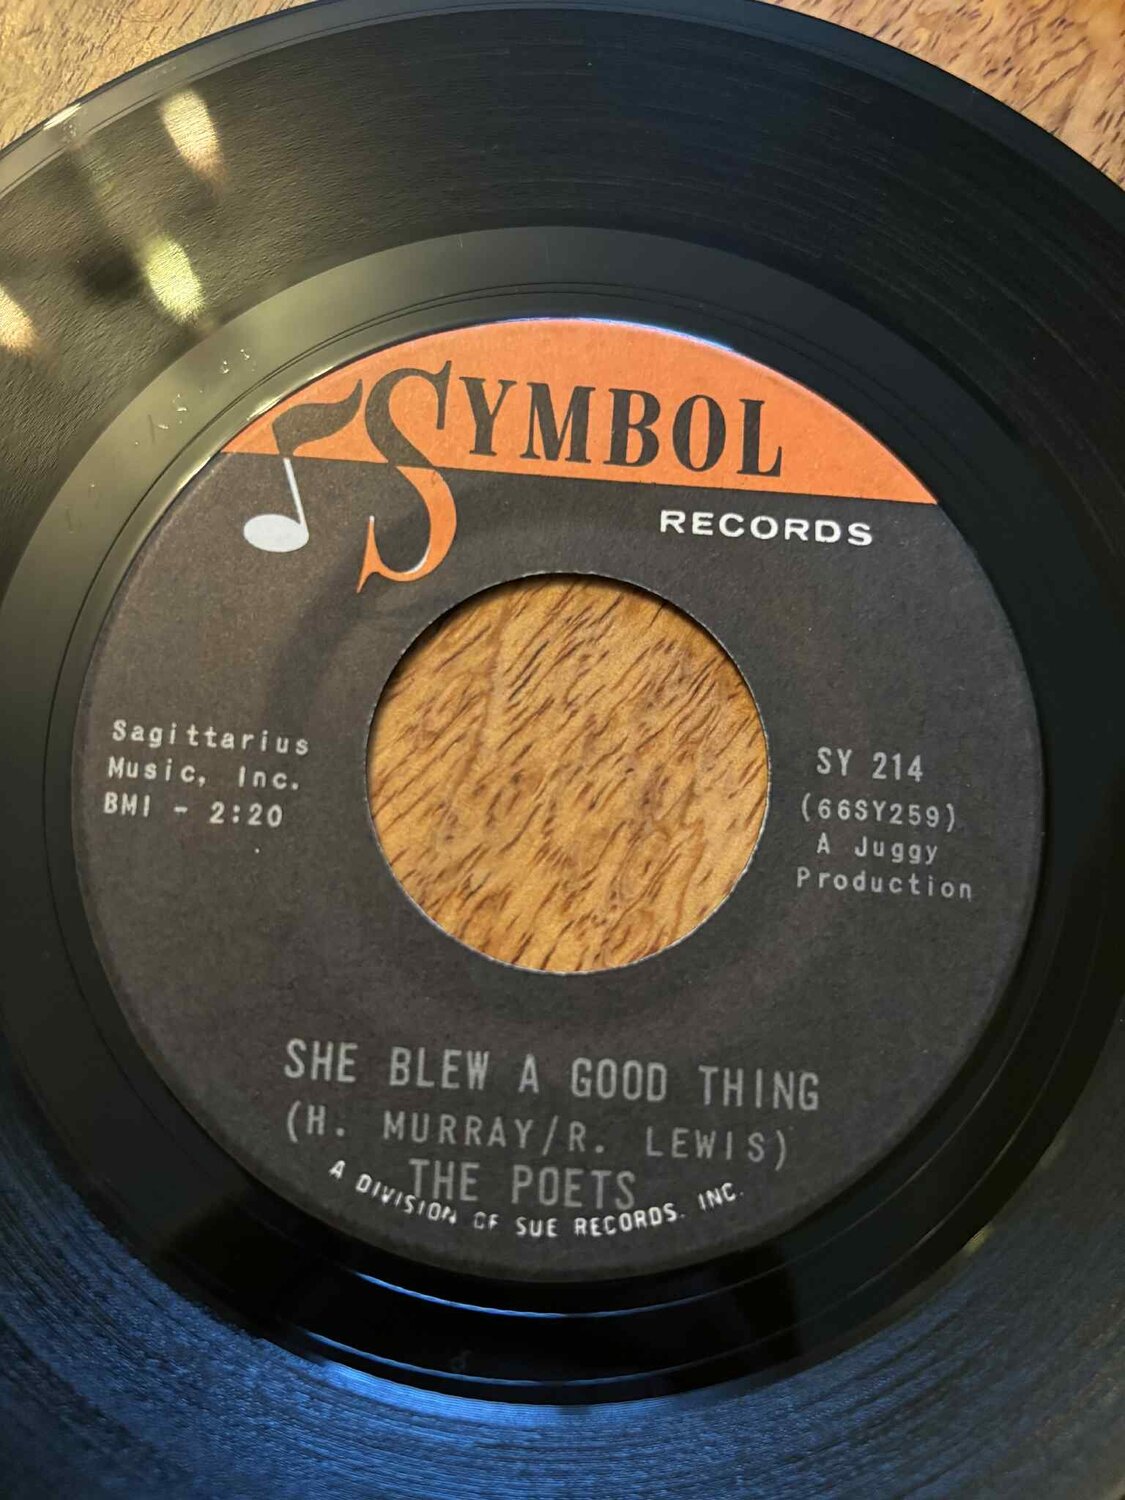 SYMBOL
RECORDS
Sagittarius
Music, Inc.
BMI - 2:20
SY 214
(66SY259)
A Juggy
Production
SHE BLEW A GOOD THING
(H. MURRAY/R. LEWIS)
THE POETS
A DIVISION OF SUE RECORDS, INC.